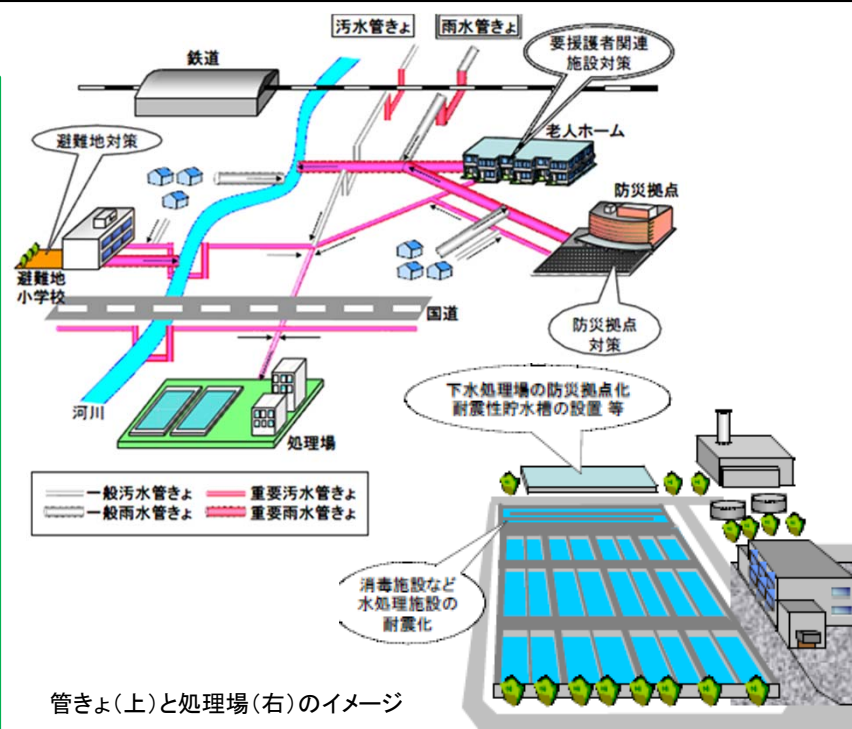 汚水管きょ
雨水管きょ
鉄道
要援護者関連
施設対策
避難地対策
老人ホーム
防災拠点
避難地
小学校
国道
防災拠点
対策
河川
処理場
下水処理場の防災拠点化
耐震性貯水槽の設置 等
一般汚水管きょ
重要汚水管きょ
一般雨水管きょ
重要雨水管きょ
消毒施設など
水処理施設の
耐震化
管きょ(上)と処理場(右)のイメージ